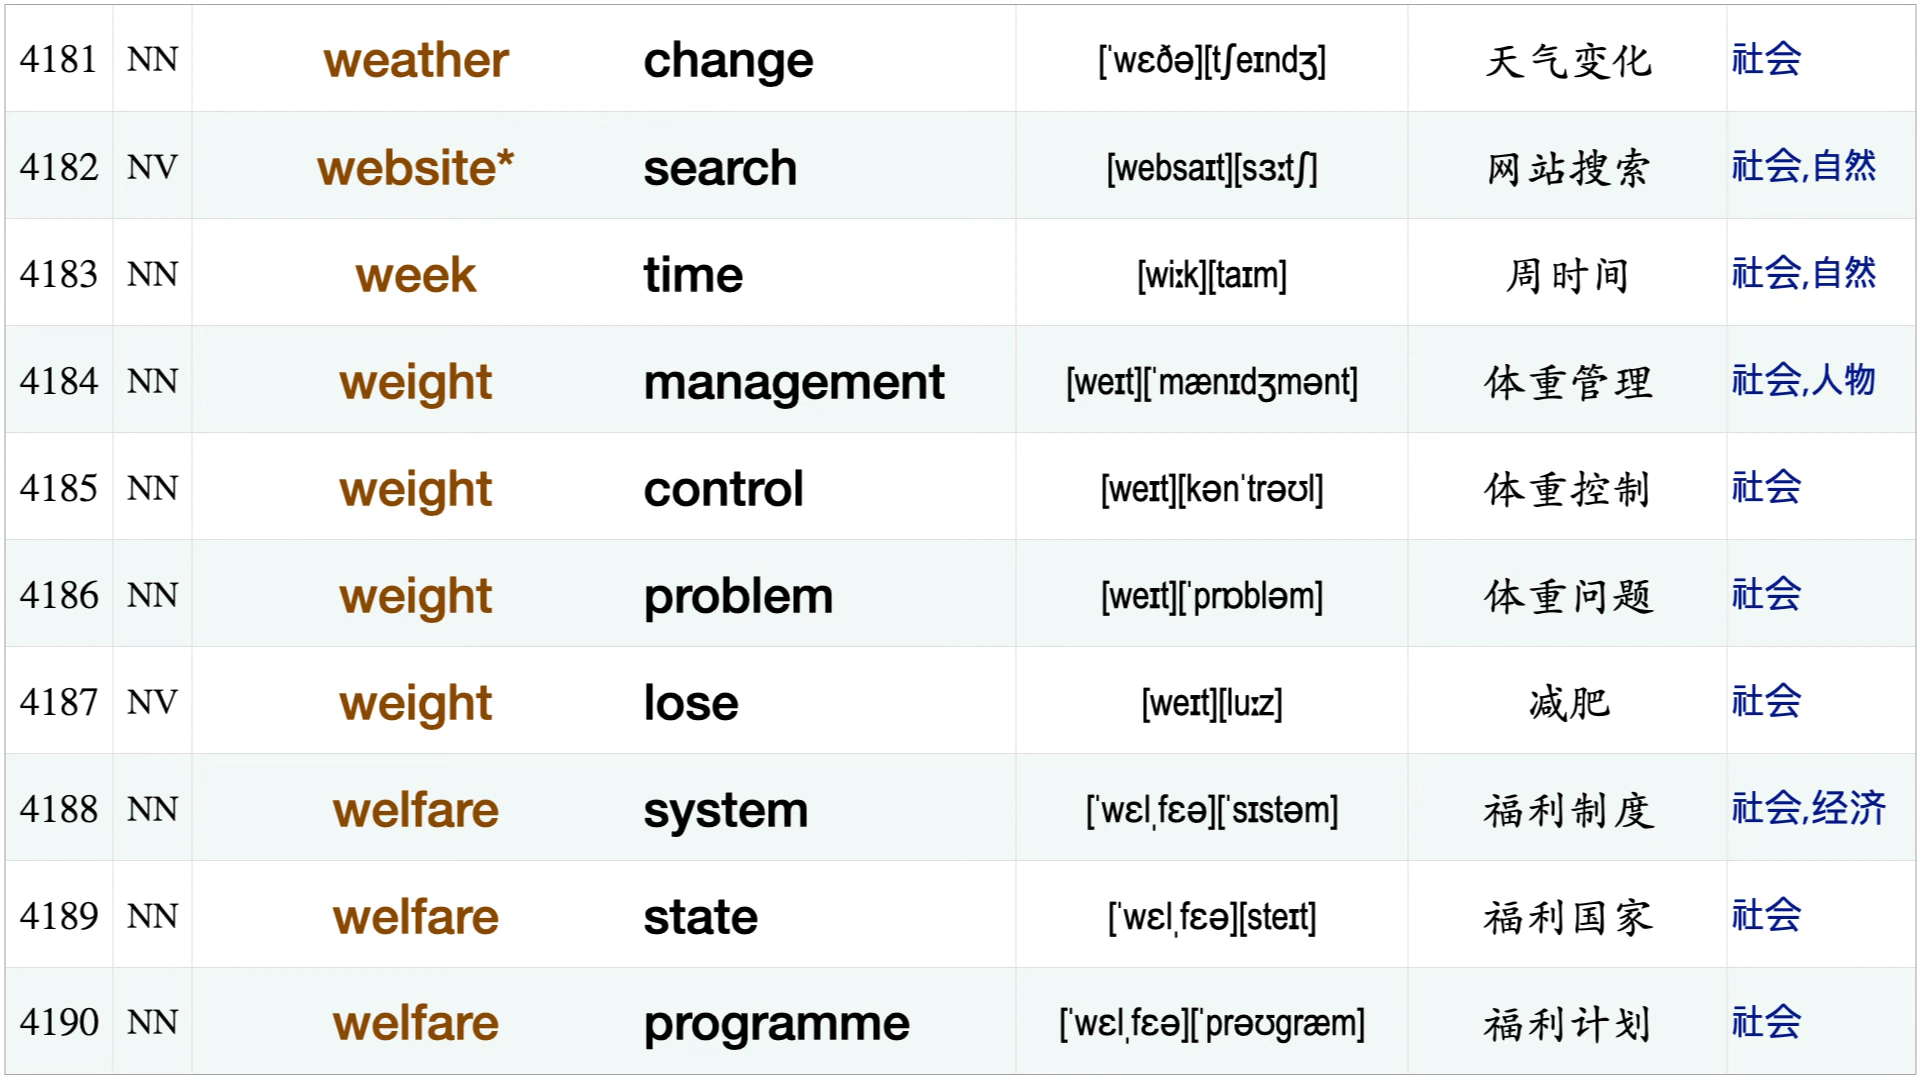 4181 NN weather change [ˈwɛðə][tʃeɪndʒ] 天气变化 社会
4182 NV website* search [websaɪt][sɜːtʃ] 网站搜索 社会,自然
4183 NN week time [wiːk][taɪm] 周时间 社会,自然
4184 NN weight management [weɪt][ˈmænɪdʒmənt] 体重管理 社会,人物
4185 NN weight control [weɪt][kənˈtrəʊl] 体重控制 社会
4186 NN weight problem [weɪt][ˈprɒbləm] 体重问题 社会
4187 NV weight lose [weɪt][luːz] 减肥 社会
4188 NN welfare system [ˈwɛlˌfɛə][ˈsɪstəm] 福利制度 社会,经济
4189 NN welfare state [ˈwɛlˌfɛə][steɪt] 福利国家 社会
4190 NN welfare programme [ˈwɛlˌfɛə][ˈprəʊgræm] 福利计划 社会